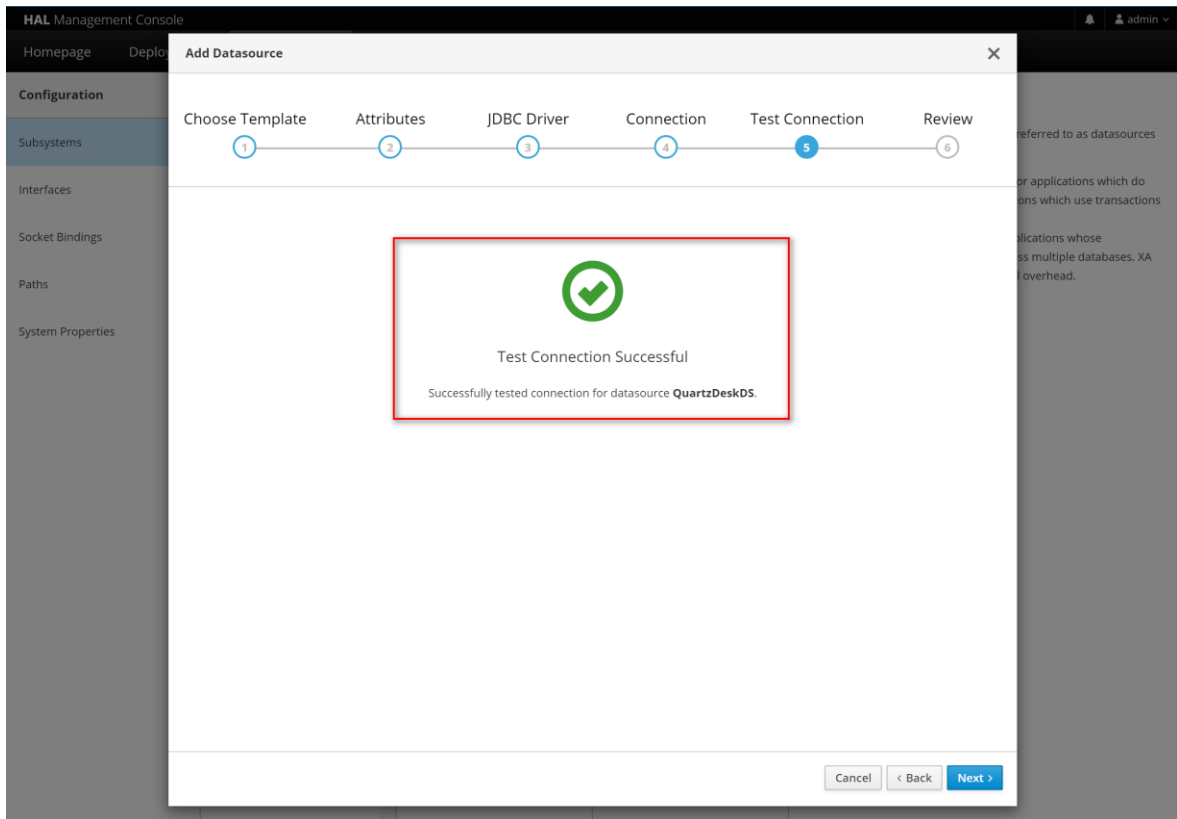 HAL Management Console
admin
Homepage
Deploy
Add Datasource
Configuration
Subsystems
Interfaces
Socket Bindings
Paths
System Properties
Choose Template
Attributes
JDBC Driver
Connection
Test Connection
Review
1
2
3
4
5
6
referred to as datasources
or applications which do
ons which use transactions
plications whose
ss multiple databases. XA
l overhead.
Test Connection Successful
Successfully tested connection for datasource QuartzDeskDS.
Cancel
< Back
Next >